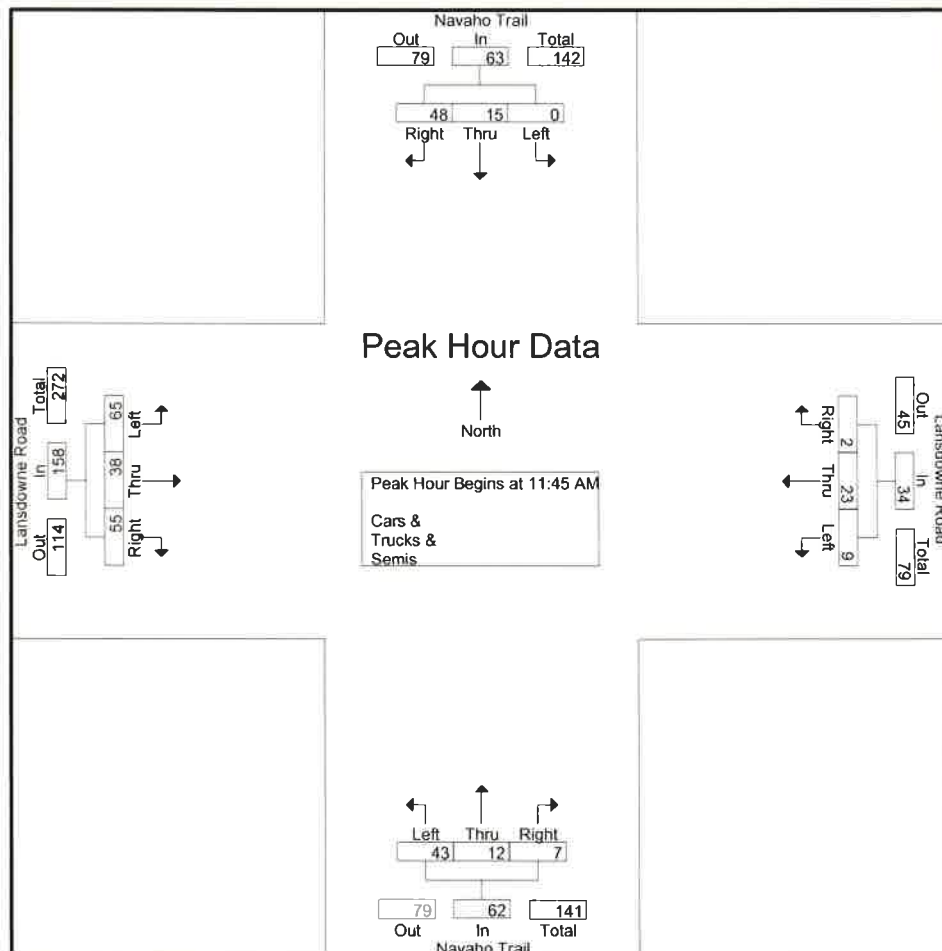 Navaho Trail
Out In Total
79 63 142
48 15 0
Right Thru Left
Peak Hour Data
North
Peak Hour Begins at 11:45 AM
Cars &
Trucks &
Semis
Lansdowne Road
Total In Out
272 158 114
65 38 55
Left Thru Right
Right Thru Left
2 23 9
Out In Total
45 34 79
Lansdowne Road
Left Thru Right
43 12 7
79 62 141
Out In Total
Navaho Trail